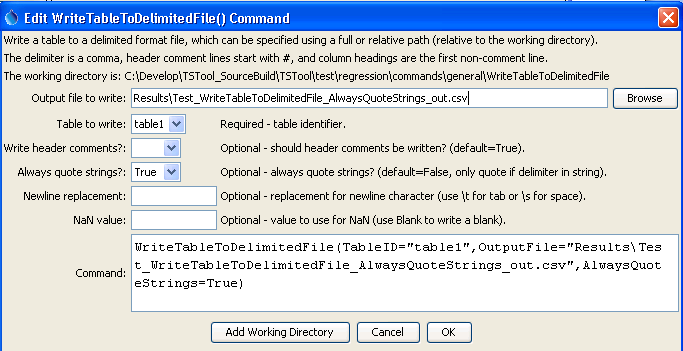 Edit WriteTableToDelimitedFile() Command
Write a table to a delimited format file, which can be specified using a full or relative path (relative to the working directory).
The delimiter is a comma, header comment lines start with #, and column headings are the first non-comment line.
The working directory is: C:\Develop\TSTool_SourceBuild\TSTool\test\regression\commands\general\WriteTableToDelimitedFile
Output file to write: Results\Test_WriteTableToDelimitedFile_AlwaysQuoteStrings_out.csv Browse
Table to write: table1 Required - table identifier.
Write header comments?: Optional - should header comments be written? (default=True).
Always quote strings?: True Optional - always quote strings? (default=False, only quote if delimiter in string).
Newline replacement: Optional - replacement for newline character (use \t for tab or \s for space).
NaN value: Optional - value to use for NaN (use Blank to write a blank).
Command: WriteTableToDelimitedFile(TableID="table1",OutputFile="Results\Tes
t_WriteTableToDelimitedFile_AlwaysQuoteStrings_out.csv",AlwaysQuot
eStrings=True)
Add Working Directory Cancel OK